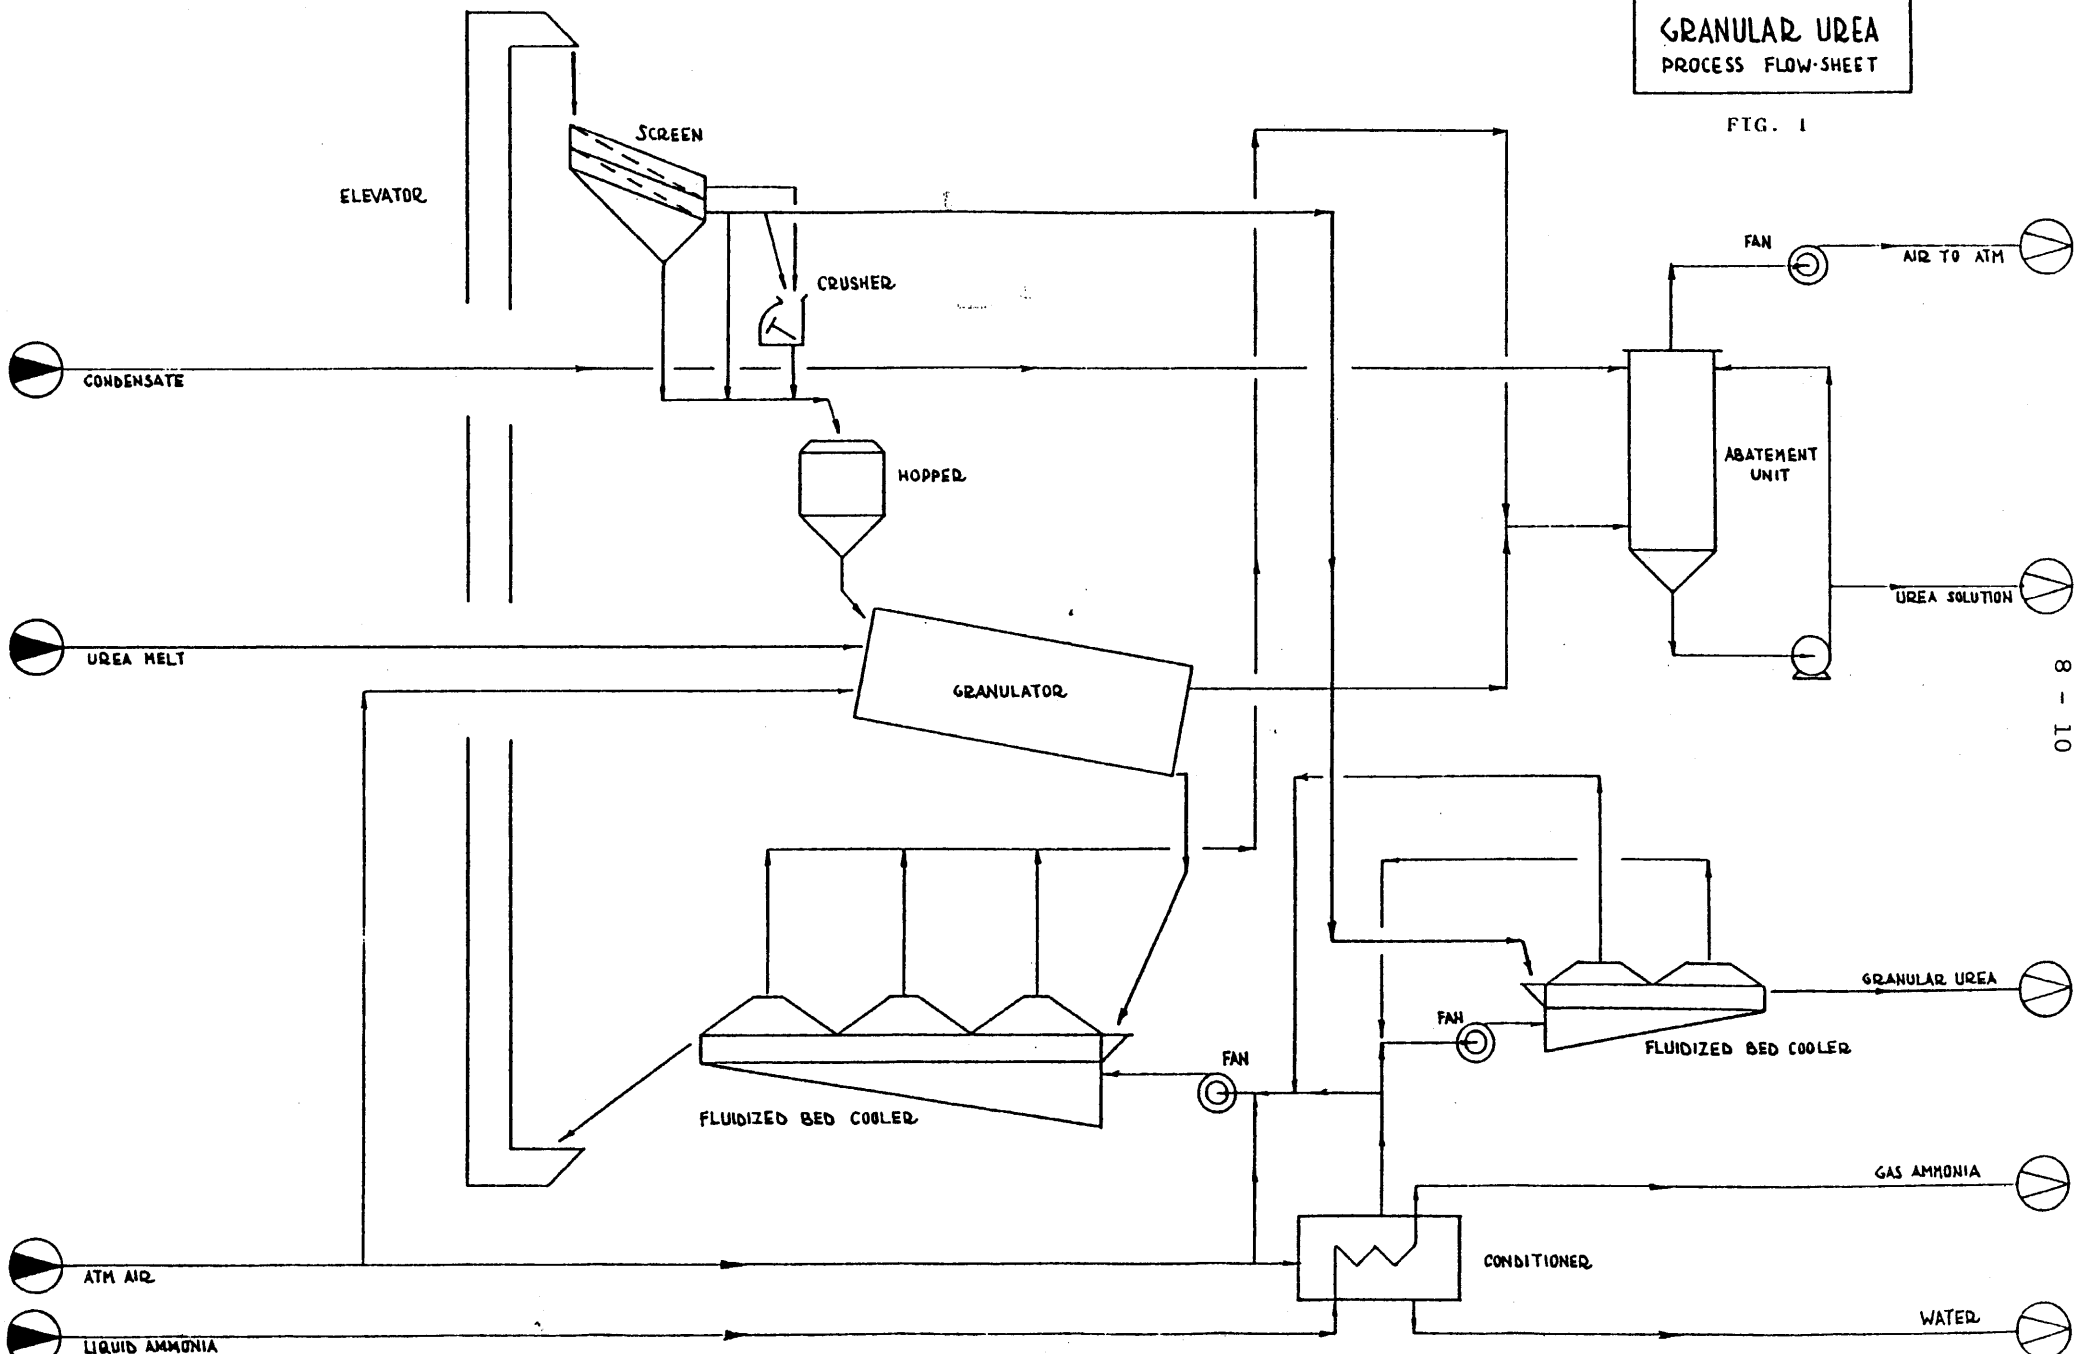 GRANULAR UREA
PROCESS FLOW-SHEET
FIG. 1
SCREEN
ELEVATOR
FAN
AIR TO ATM
CRUSHER
CONDENSATE
ABATEMENT
UNIT
HOPPER
UREA SOLUTION
UREA MELT
8 - 10
GRANULATOR
GRANULAR UREA
FAN
FLUIDIZED BED COOLER
FAN
FLUIDIZED BED COOLER
GAS AMMONIA
CONDITIONER
ATM AIR
WATER
LIQUID AMMONIA